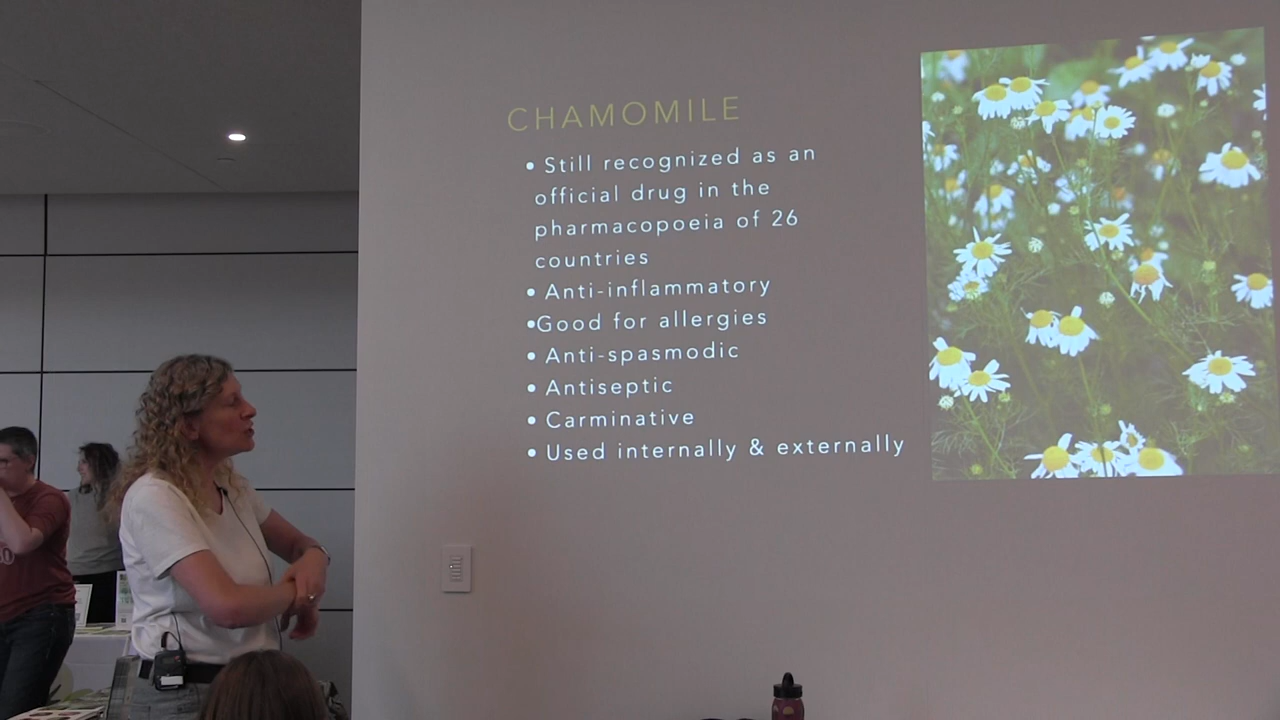 CHAMOMILE
• Still recognized as an
official drug in the
pharmacopoeia of 26
countries
• Anti-inflammatory
•Good for allergies
• Anti-spasmodic
• Antiseptic
• Carminative
• Used internally & externally